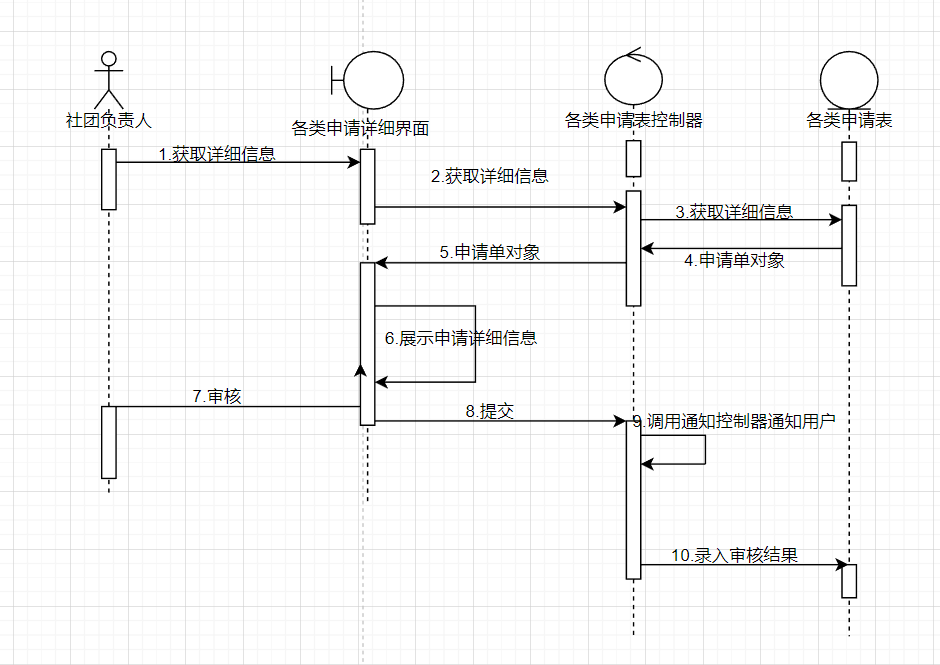 社团负责人
各类申请详细界面
各类申请表控制器
各类申请表
1.获取详细信息
2.获取详细信息
3.获取详细信息
4.申请单对象
5.申请单对象
6.展示申请详细信息
7.审核
8.提交
9.调用通知控制器通知用户
10.录入审核结果